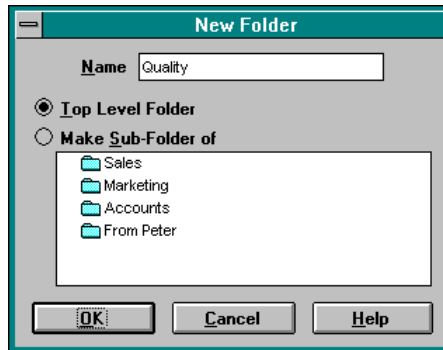 New Folder
Name Quality
Top Level Folder
Make Sub-Folder of
Sales
Marketing
Accounts
From Peter
OK Cancel Help